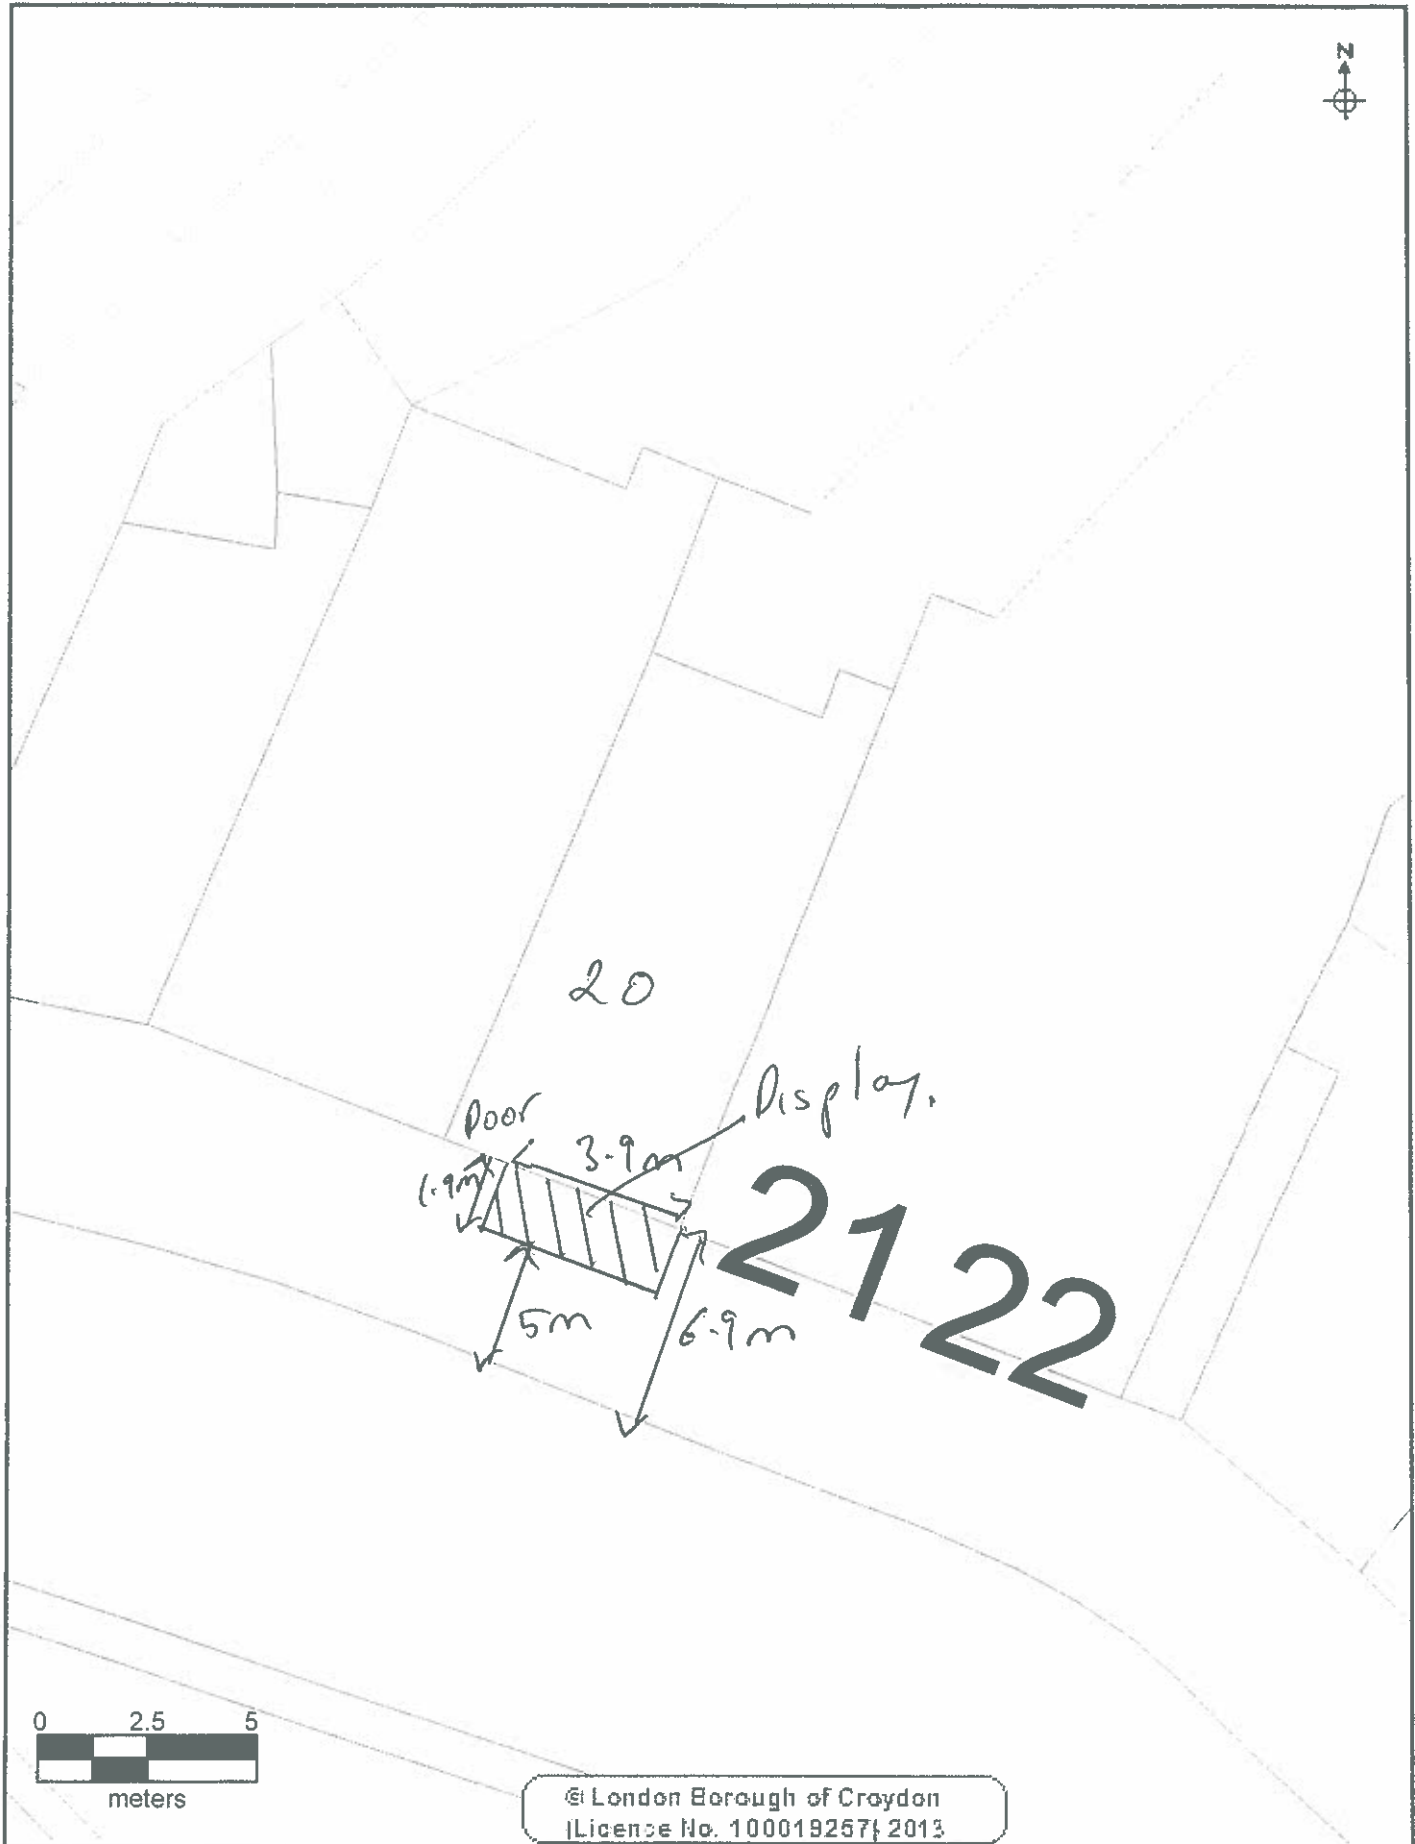 N
20
Display.
Door
3.9m
1.9m
21 22
5m
6.9m
0 2.5 5
meters
© London Borough of Croydon
Licence No. 100019257 2013